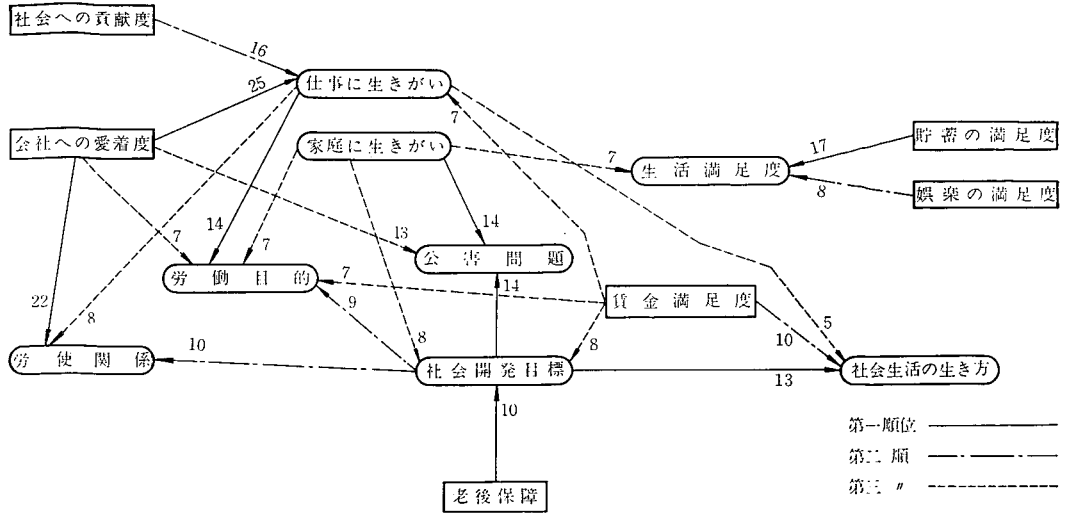 社会への貢献度
16
仕事に生きがい
25
7
会社への愛着度
家庭に生きがい
7
生活満足度
17
貯蓄の満足度
8
娯楽の満足度
14
7
7
13
14
公害問題
労働目的
7
14
賃金満足度
9
22
8
8
8
10
5
労使関係
10
社会開発目標
13
社会生活の生き方
10
老後保障
第一順位
第二順
第三 〃